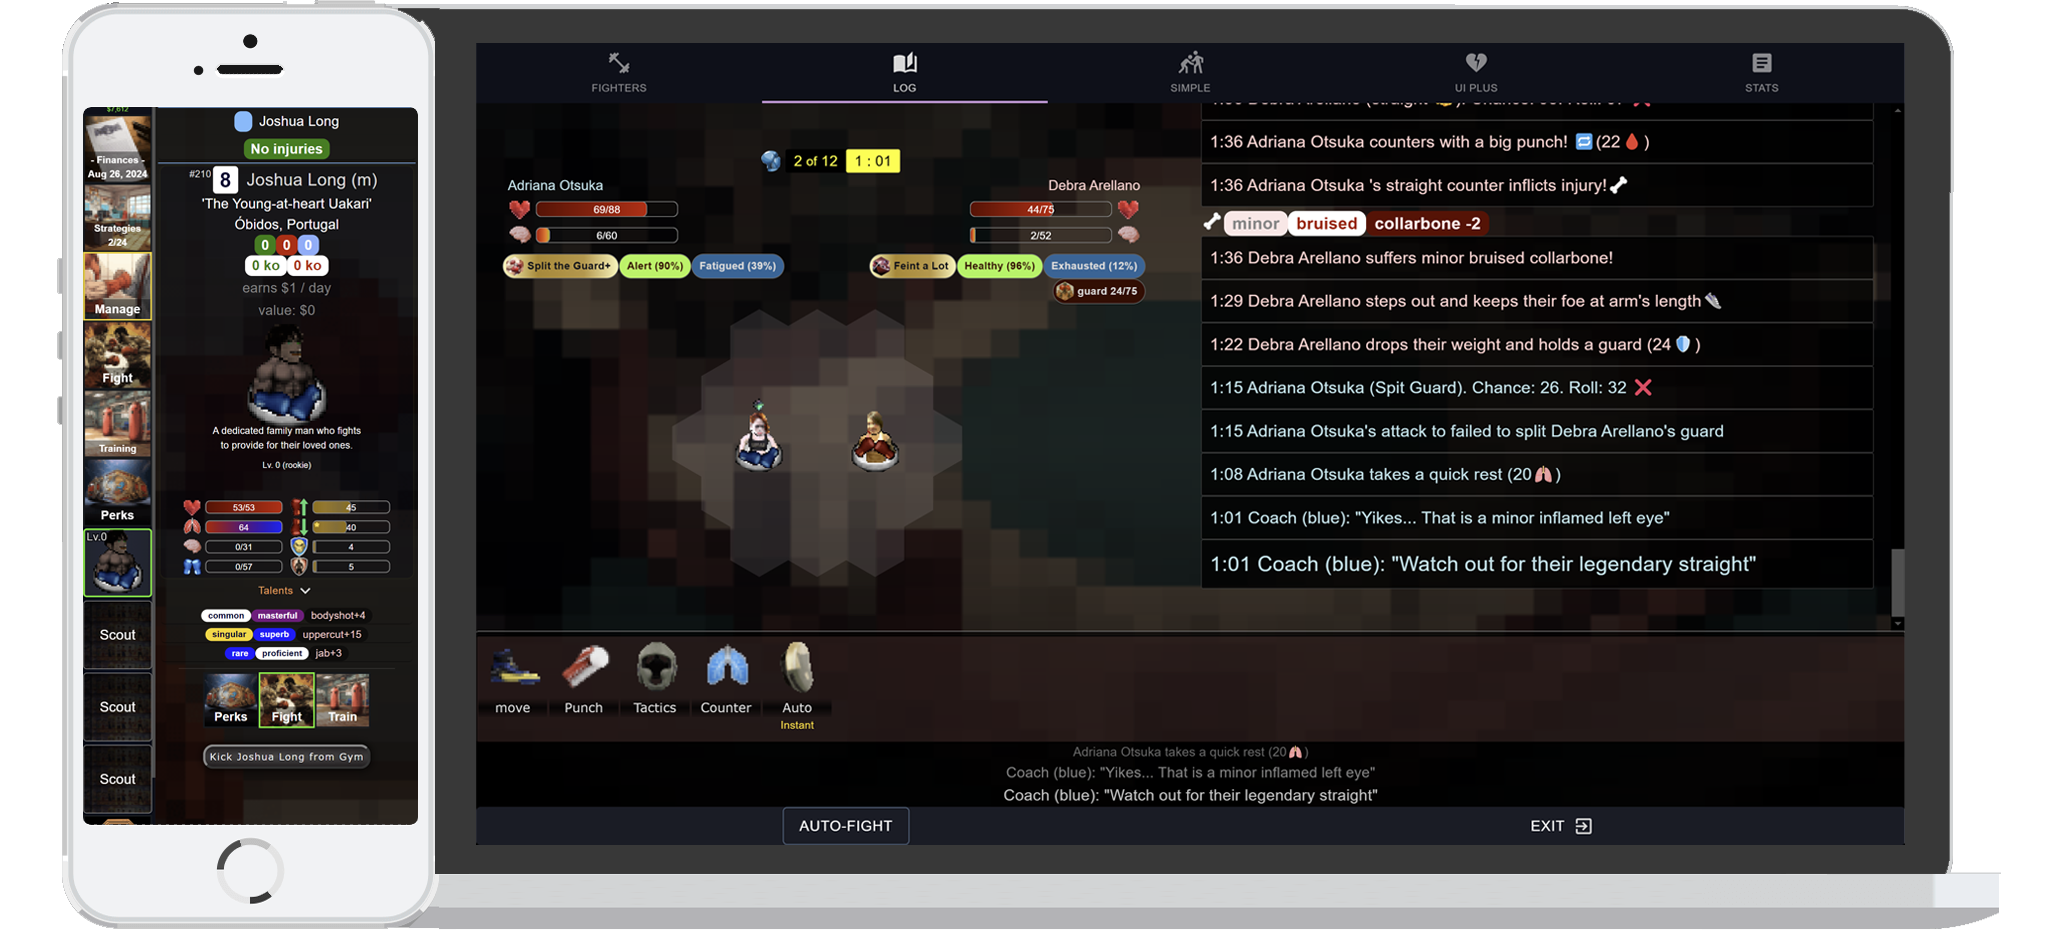 $7,612
- Finances -
Aug 26, 2024
Strategies
2/24
Manage
Fight
Training
Perks
Lv.0
Scout
Scout
Scout
Joshua Long
No injuries
#210 8 Joshua Long (m)
'The Young-at-heart Uakari'
Óbidos, Portugal
0 0 0
0 ko 0 ko
earns $1 / day
value: $0
A dedicated family man who fights
to provide for their loved ones.
Lv. 0 (rookie)
53/53 45
64 40
0/31 4
0/57 5
Talents
common masterful bodyshot+4
singular superb uppercut+15
rare proficient jab+3
Perks Fight Train
Kick Joshua Long from Gym
FIGHTERS LOG SIMPLE UI PLUS STATS
2 of 12 1 : 01
Adriana Otsuka Debra Arellano
69/88 44/75
6/60 2/52
Split the Guard+ Alert (90%) Fatigued (39%) Feint a Lot Healthy (96%) Exhausted (12%)
guard 24/75
1:36 Adriana Otsuka counters with a big punch! 🔁(22🩸)
1:36 Adriana Otsuka 's straight counter inflicts injury!🦴
🦴 minor bruised collarbone -2
1:36 Debra Arellano suffers minor bruised collarbone!
1:29 Debra Arellano steps out and keeps their foe at arm's length👟
1:22 Debra Arellano drops their weight and holds a guard (24🛡️)
1:15 Adriana Otsuka (Spit Guard). Chance: 26. Roll: 32 ❌
1:15 Adriana Otsuka's attack to failed to split Debra Arellano's guard
1:08 Adriana Otsuka takes a quick rest (20🫁)
1:01 Coach (blue): "Yikes... That is a minor inflamed left eye"
1:01 Coach (blue): "Watch out for their legendary straight"
move Punch Tactics Counter Auto
Instant
Adriana Otsuka takes a quick rest (20🫁)
Coach (blue): "Yikes... That is a minor inflamed left eye"
Coach (blue): "Watch out for their legendary straight"
AUTO-FIGHT EXIT